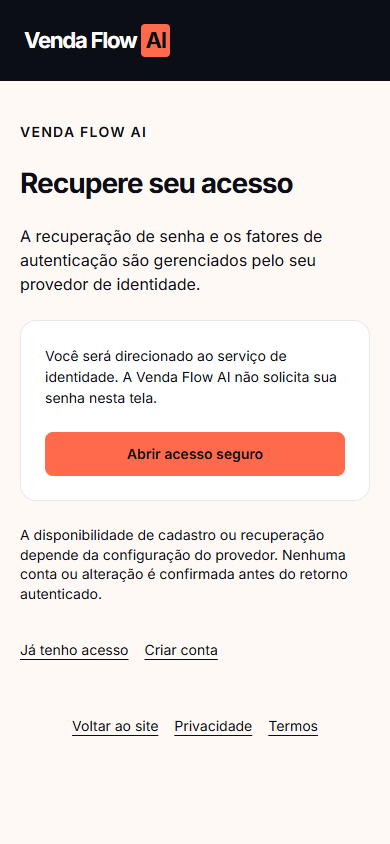 Venda Flow AI
VENDA FLOW AI
Recupere seu acesso
A recuperação de senha e os fatores de
autenticação são gerenciados pelo seu
provedor de identidade.
Você será direcionado ao serviço de
identidade. A Venda Flow AI não solicita sua
senha nesta tela.
Abrir acesso seguro
A disponibilidade de cadastro ou recuperação
depende da configuração do provedor. Nenhuma
conta ou alteração é confirmada antes do retorno
autenticado.
Já tenho acesso Criar conta
Voltar ao site Privacidade Termos